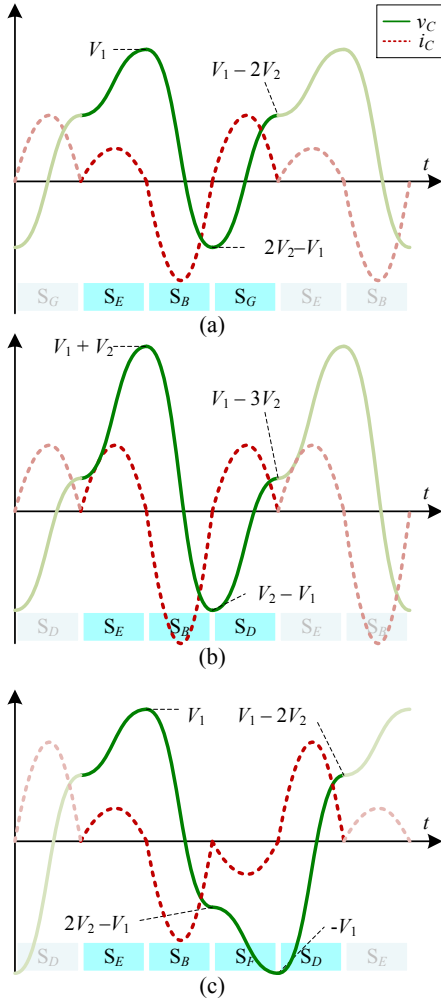 v_C
i_C
V_1
V_1 − 2V_2
t
2V_2−V_1
S_G S_E S_B S_G S_E S_B
(a)
V_1 + V_2
V_1 − 3V_2
t
V_2 − V_1
S_D S_E S_B S_D S_E S_B
(b)
V_1
V_1 − 2V_2
t
2V_2−V_1
-V_1
S_D S_E S_B S_F S_D S_E
(c)